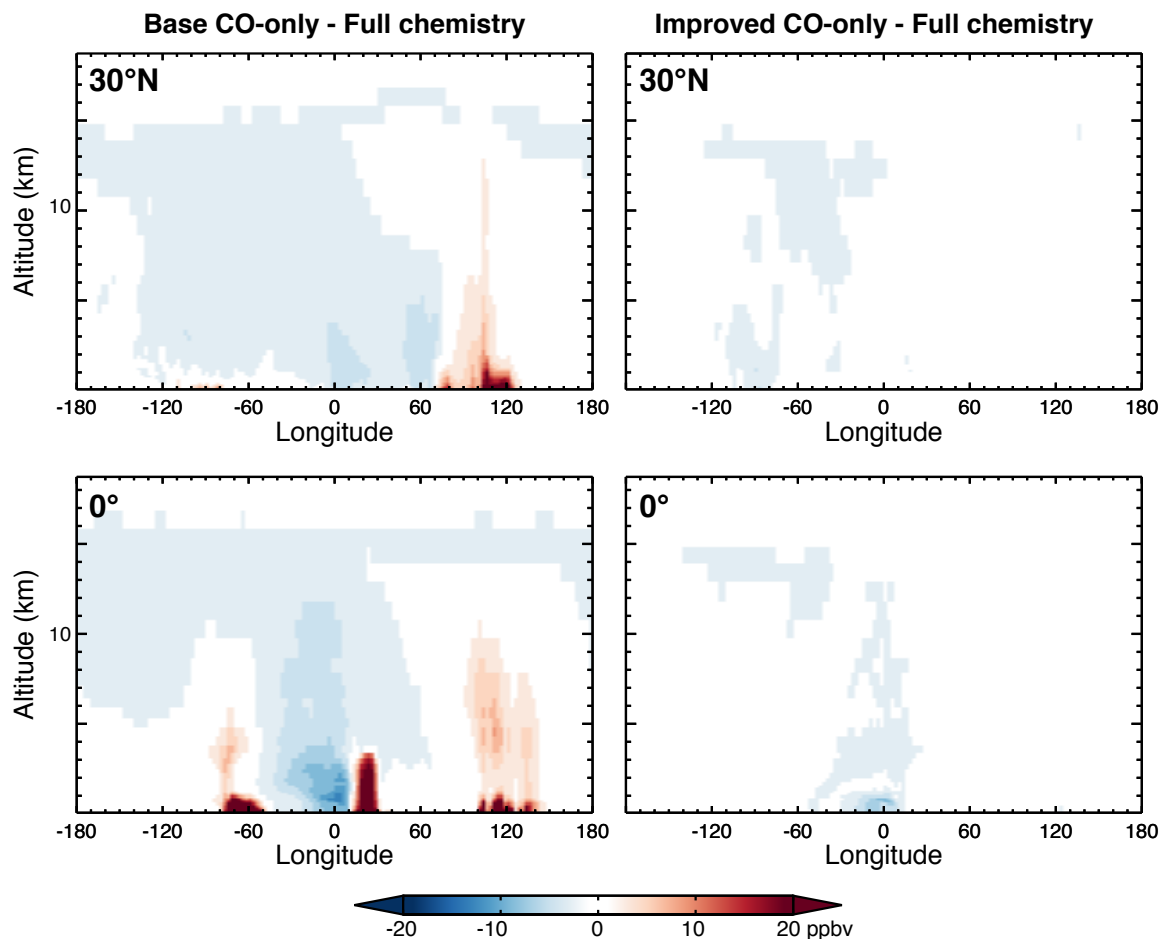 Base CO-only - Full chemistry
Improved CO-only - Full chemistry
30°N
30°N
Altitude (km)
10
-180 -120 -60 0 60 120 180
-120 -60 0 60 120 180
Longitude
Longitude
0°
0°
Altitude (km)
10
-180 -120 -60 0 60 120 180
-120 -60 0 60 120 180
Longitude
Longitude
-20 -10 0 10 20 ppbv